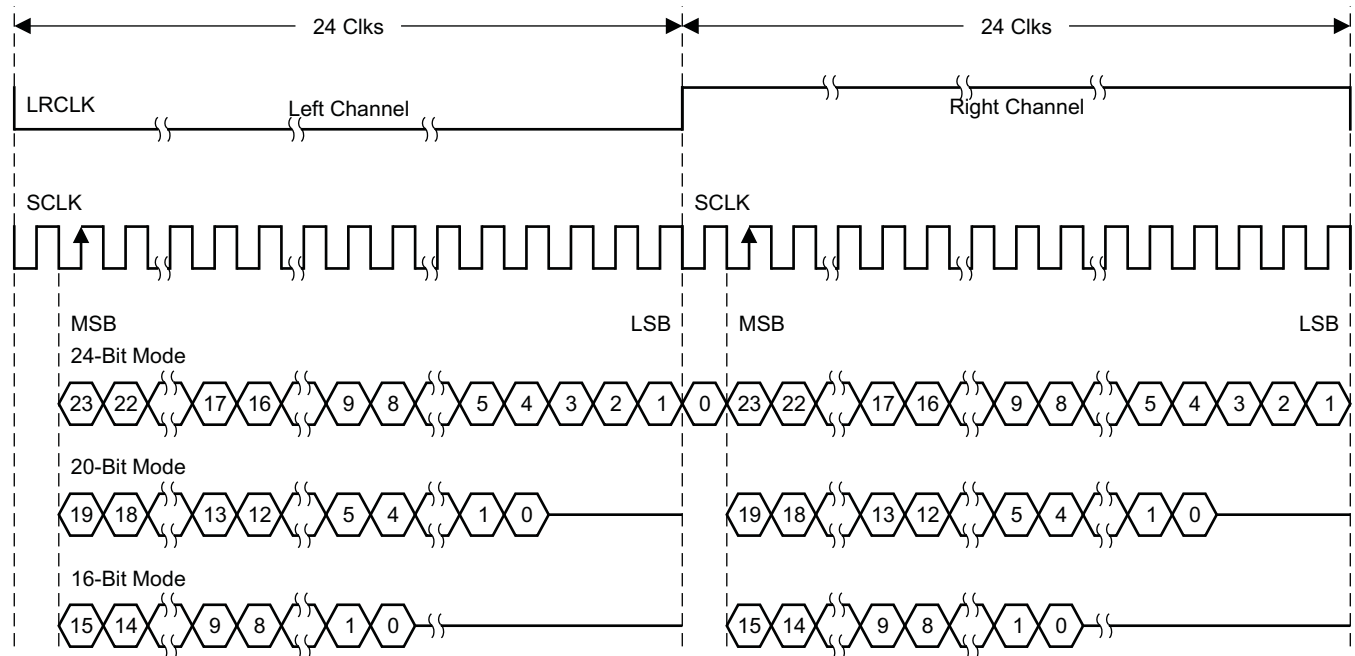 24 Clks 24 Clks
LRCLK Left Channel Right Channel
SCLK SCLK
MSB LSB MSB LSB
24-Bit Mode
23 22 17 16 9 8 5 4 3 2 1 0 23 22 17 16 9 8 5 4 3 2 1
20-Bit Mode
19 18 13 12 5 4 1 0 19 18 13 12 5 4 1 0
16-Bit Mode
15 14 9 8 1 0 15 14 9 8 1 0